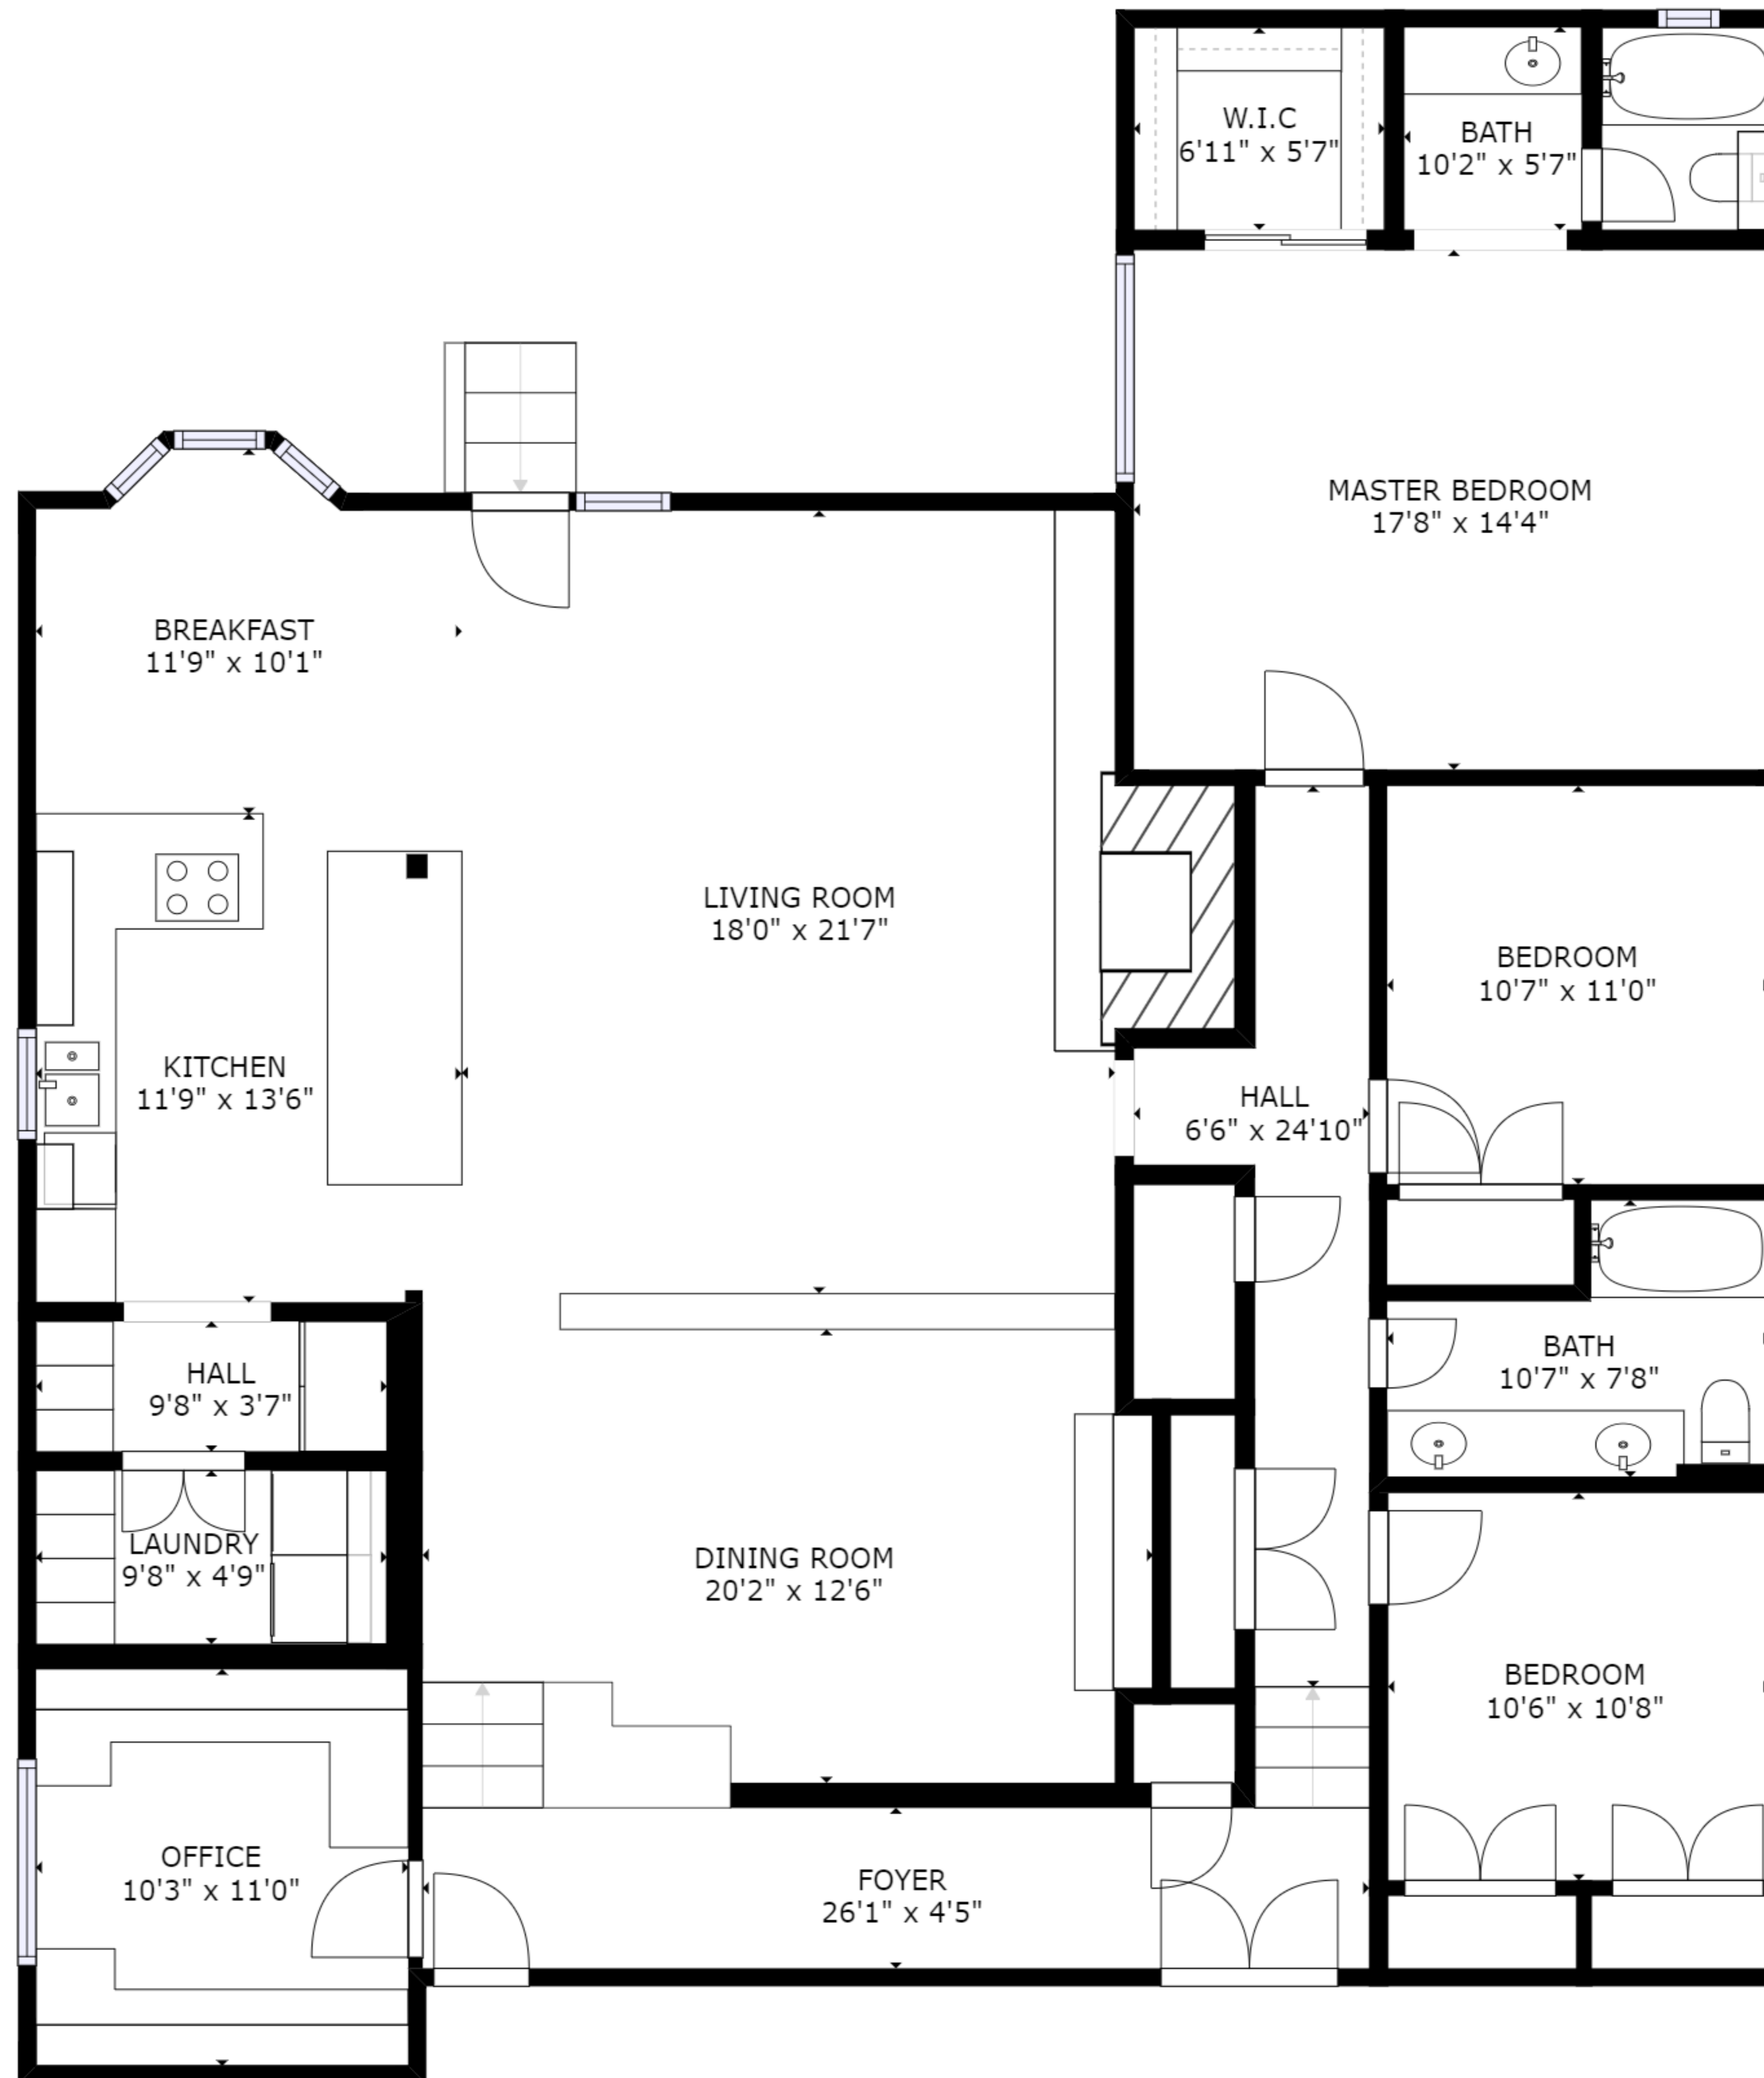 W.I.C
6'11" x 5'7"
BATH
10'2" x 5'7"
MASTER BEDROOM
17'8" x 14'4"
BREAKFAST
11'9" x 10'1"
LIVING ROOM
18'0" x 21'7"
BEDROOM
10'7" x 11'0"
KITCHEN
11'9" x 13'6"
HALL
6'6" x 24'10"
HALL
9'8" x 3'7"
BATH
10'7" x 7'8"
LAUNDRY
9'8" x 4'9"
DINING ROOM
20'2" x 12'6"
BEDROOM
10'6" x 10'8"
OFFICE
10'3" x 11'0"
FOYER
26'1" x 4'5"